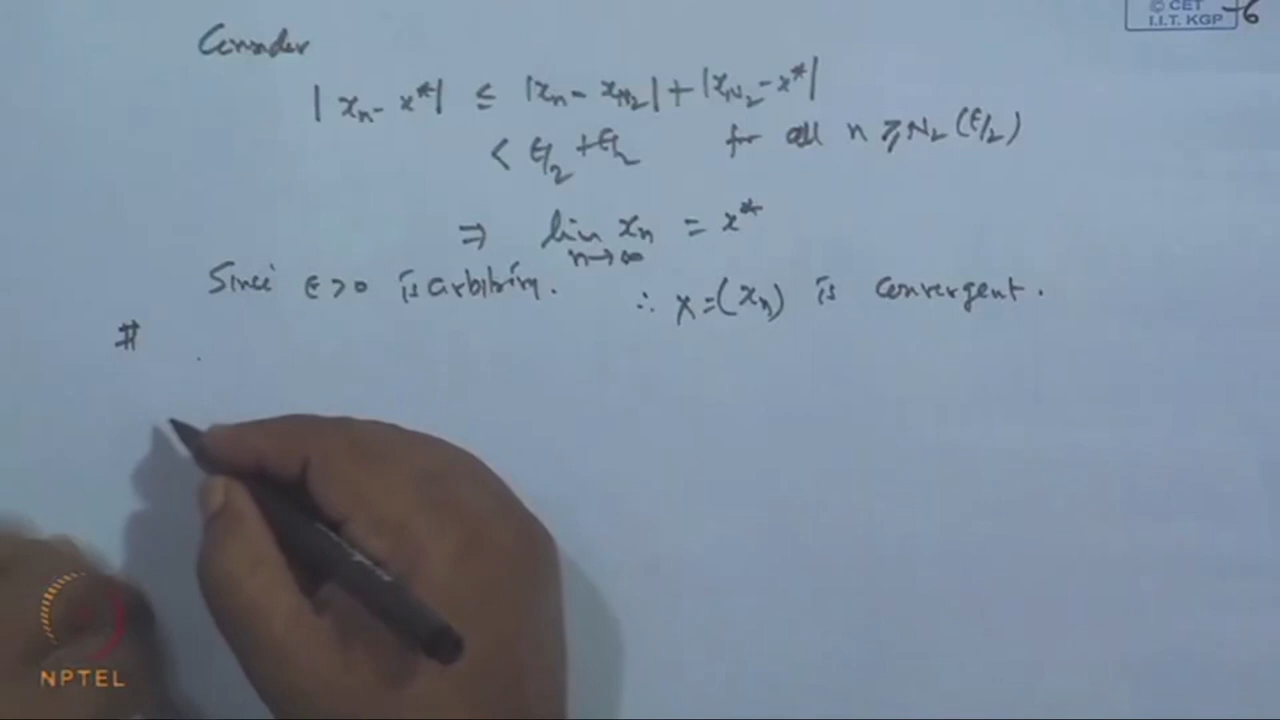 © CET
I.I.T. KGP
-6
Consider
|xn - x*| ≤ |xn - xN2| + |xN2 - x*|
< ε/2 + ε/2 for all n ≥ N2 (ε/2)
⇒ lim xn = x*
n→∞
Since ε > 0 is arbitrary. ∴ X = (xn) is convergent.
#
NPTEL